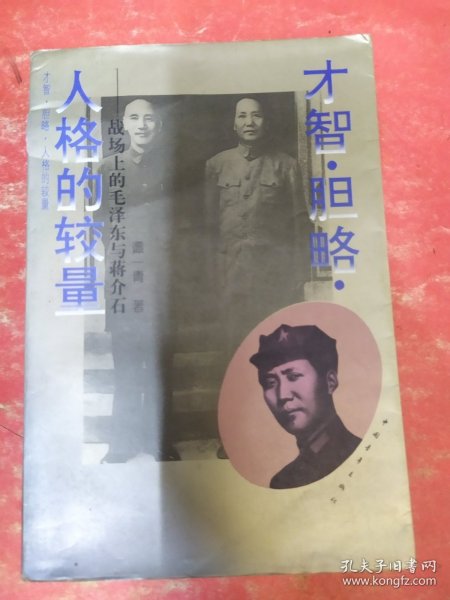 才智·胆略·
人格的较量
——战场上的毛泽东与蒋介石
谭一青 著
才智·胆略·人格的较量
孔夫子旧书网
www.kongfz.com